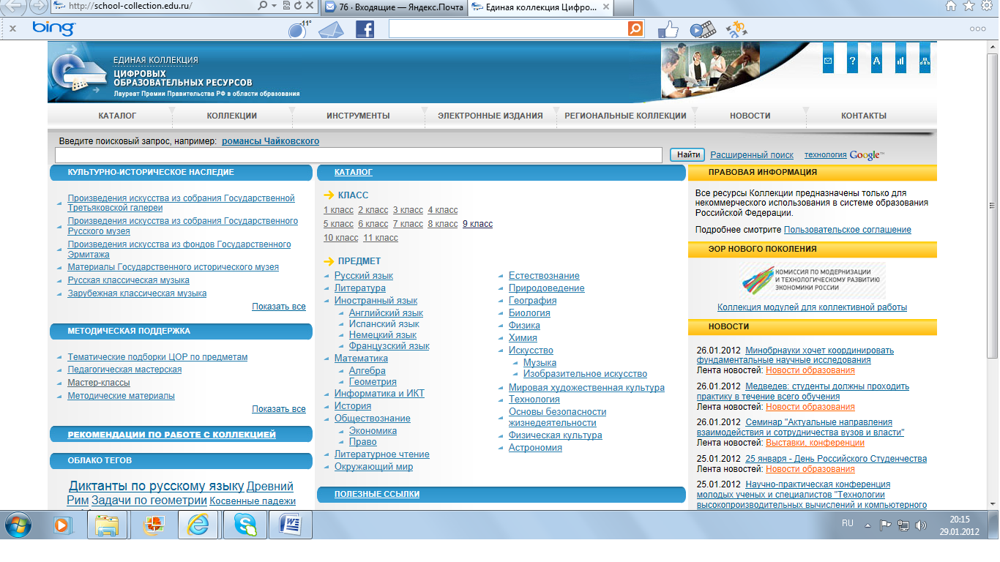 http://school-collection.edu.ru/
76 · Входящие — Яндекс.Почта
Единая коллекция Цифро...
x bing
11°
ЕДИНАЯ КОЛЛЕКЦИЯ
ЦИФРОВЫХ
ОБРАЗОВАТЕЛЬНЫХ РЕСУРСОВ
Лауреат Премии Правительства РФ в области образования
КАТАЛОГ КОЛЛЕКЦИИ ИНСТРУМЕНТЫ ЭЛЕКТРОННЫЕ ИЗДАНИЯ РЕГИОНАЛЬНЫЕ КОЛЛЕКЦИИ НОВОСТИ КОНТАКТЫ
Введите поисковый запрос, например: романсы Чайковского
Найти Расширенный поиск технология Google™
КУЛЬТУРНО-ИСТОРИЧЕСКОЕ НАСЛЕДИЕ
Произведения искусства из собрания Государственной
Третьяковской галереи
Произведения искусства из собрания Государственного
Русского музея
Произведения искусства из фондов Государственного
Эрмитажа
Материалы Государственного исторического музея
Русская классическая музыка
Зарубежная классическая музыка
Показать все
МЕТОДИЧЕСКАЯ ПОДДЕРЖКА
Тематические подборки ЦОР по предметам
Педагогическая мастерская
Мастер-классы
Методические материалы
Показать все
РЕКОМЕНДАЦИИ ПО РАБОТЕ С КОЛЛЕКЦИЕЙ
ОБЛАКО ТЕГОВ
Диктанты по русскому языку Древний
Рим Задачи по геометрии Косвенные падежи
КАТАЛОГ
КЛАСС
1 класс 2 класс 3 класс 4 класс
5 класс 6 класс 7 класс 8 класс 9 класс
10 класс 11 класс
ПРЕДМЕТ
Русский язык
Литература
Иностранный язык
Английский язык
Испанский язык
Немецкий язык
Французский язык
Математика
Алгебра
Геометрия
Информатика и ИКТ
История
Обществознание
Экономика
Право
Литературное чтение
Окружающий мир
Естествознание
Природоведение
География
Биология
Физика
Химия
Искусство
Музыка
Изобразительное искусство
Мировая художественная культура
Технология
Основы безопасности
жизнедеятельности
Физическая культура
Астрономия
ПОЛЕЗНЫЕ ССЫЛКИ
ПРАВОВАЯ ИНФОРМАЦИЯ
Все ресурсы Коллекции предназначены только для
некоммерческого использования в системе образования
Российской Федерации.
Подробнее смотрите Пользовательское соглашение
ЭОР НОВОГО ПОКОЛЕНИЯ
КОМИССИЯ ПО МОДЕРНИЗАЦИИ
И ТЕХНОЛОГИЧЕСКОМУ РАЗВИТИЮ
ЭКОНОМИКИ РОССИИ
Коллекция модулей для коллективной работы
НОВОСТИ
26.01.2012 Минобрнауки хочет координировать
фундаментальные научные исследования
Лента новостей: Новости образования
26.01.2012 Медведев: студенты должны проходить
практику в течение всего обучения
Лента новостей: Новости образования
26.01.2012 Семинар "Актуальные направления
взаимодействия и сотрудничества вузов и власти"
Лента новостей: Выставки, конференции
25.01.2012 25 января - День Российского Студенчества
Лента новостей: Новости образования
25.01.2012 Научно-практическая конференция
молодых ученых и специалистов "Технологии
высокопроизводительных вычислений и компьютерного
RU
20:15
29.01.2012